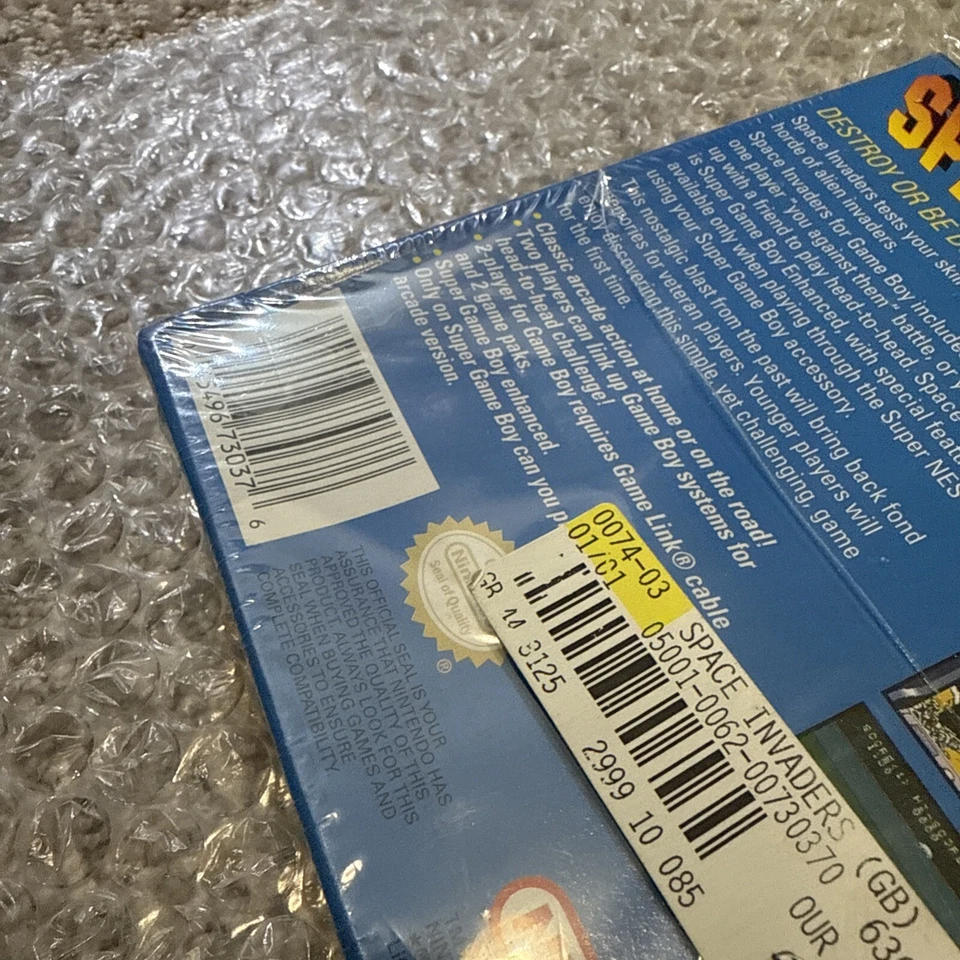 DESTROY OR BE
Space Invaders tests your
horde of alien invaders.
Space Invaders for Game Boy
one player "you against them" battle, or
up with a friend to play head-to-head.
is Super Game Boy Enhanced with special
available only when playing through the Super NES
using your Super Game Boy accessory.
This nostalgic blast from the past will bring back fond
memories for veteran players. Younger players will
enjoy discovering this simple, yet challenging, game
for the first time.
• Classic arcade action at home or on the road!
• Two players can link up Game Boy systems for
head-to-head challenge!
• 2-Player for Game Boy requires Game Link® cable
and 2 game paks.
• Super Game Boy enhanced.
• Only on Super Game Boy can you
arcade version.
73037
6
Seal of Quality
®
THIS OFFICIAL SEAL IS YOUR
ASSURANCE THAT NINTENDO HAS
APPROVED THE QUALITY OF THIS
PRODUCT. ALWAYS LOOK FOR THIS
SEAL WHEN BUYING GAMES AND
ACCESSORIES TO ENSURE
COMPLETE COMPATIBILITY.
0074-03
01/01
SPACE INVADERS (GB)
05001-0062-00730370
OUR
GR 44 3125
2999 10 085